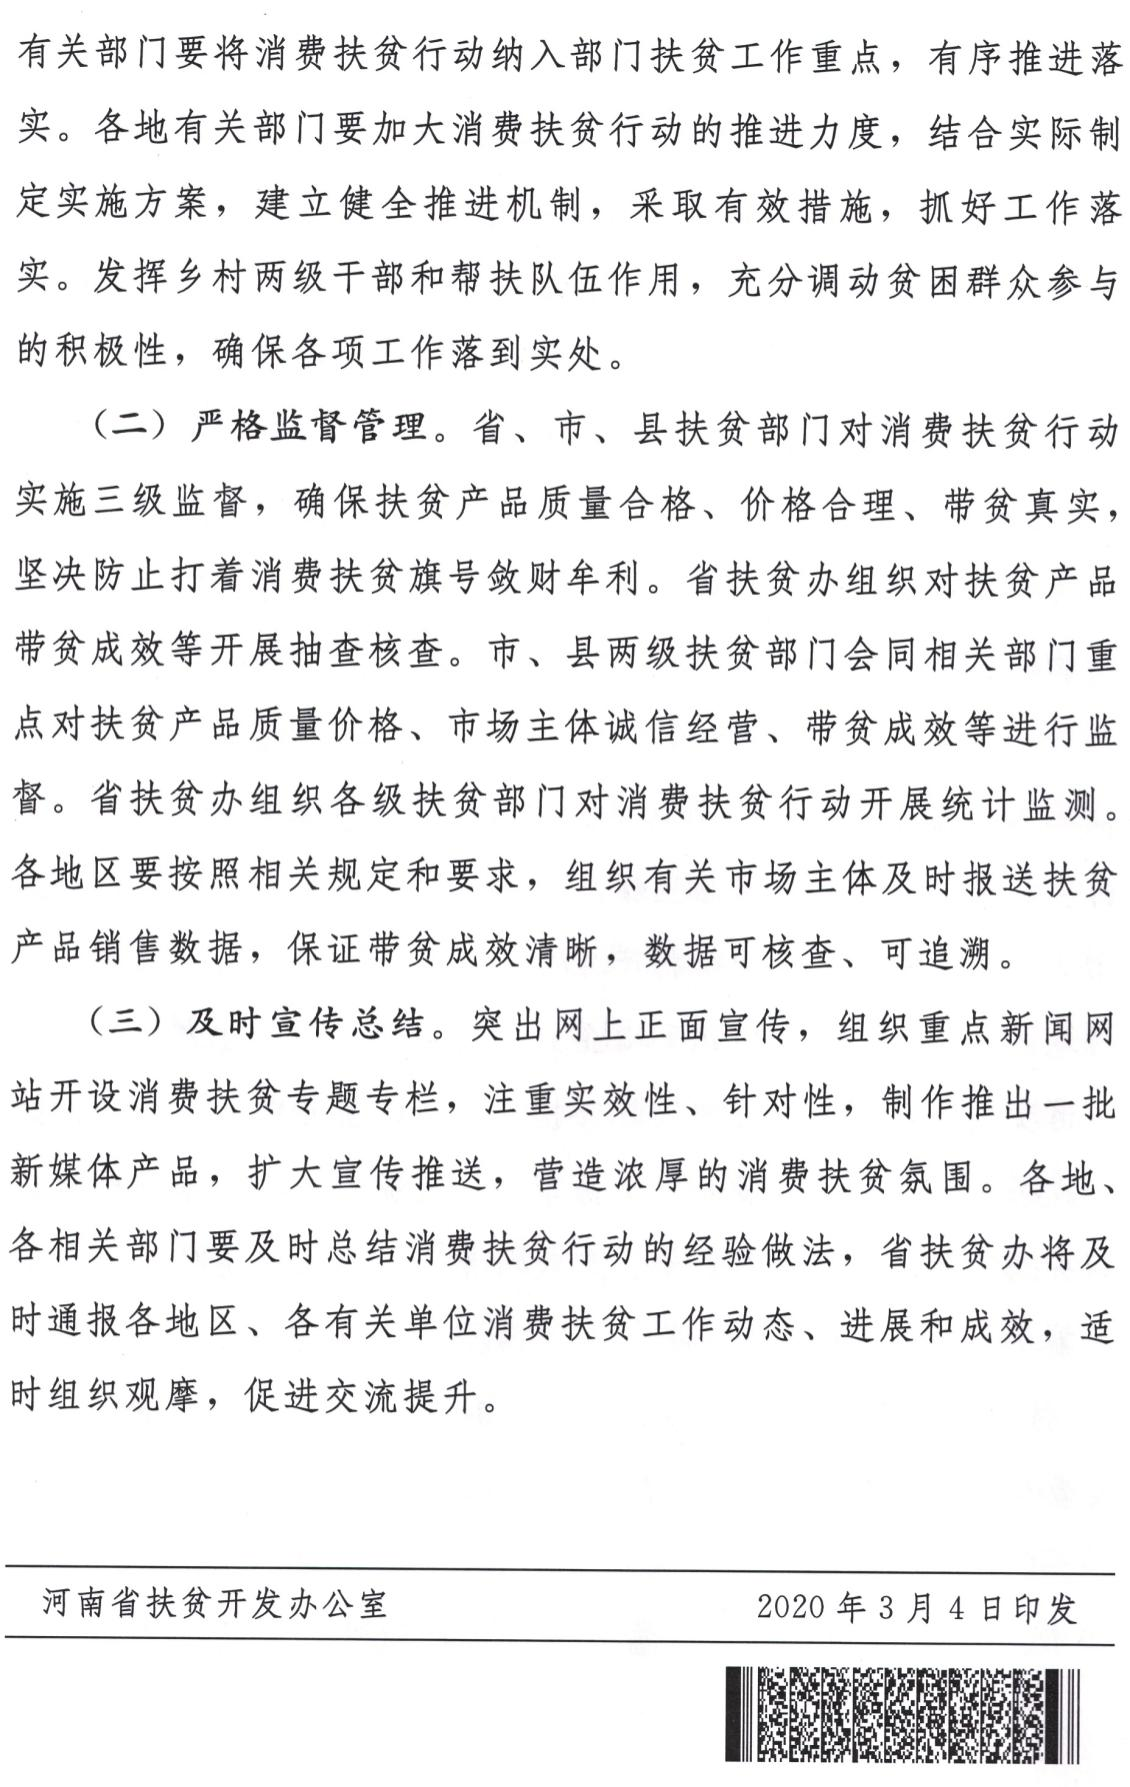 有关部门要将消费扶贫行动纳入部门扶贫工作重点，有序推进落
实。各地有关部门要加大消费扶贫行动的推进力度，结合实际制
定实施方案，建立健全推进机制，采取有效措施，抓好工作落
实。发挥乡村两级干部和帮扶队伍作用，充分调动贫困群众参与
的积极性，确保各项工作落到实处。
（二）严格监督管理。省、市、县扶贫部门对消费扶贫行动
实施三级监督，确保扶贫产品质量合格、价格合理、带贫真实，
坚决防止打着消费扶贫旗号敛财牟利。省扶贫办组织对扶贫产品
带贫成效等开展抽查核查。市、县两级扶贫部门会同相关部门重
点对扶贫产品质量价格、市场主体诚信经营、带贫成效等进行监
督。省扶贫办组织各级扶贫部门对消费扶贫行动开展统计监测。
各地区要按照相关规定和要求，组织有关市场主体及时报送扶贫
产品销售数据，保证带贫成效清晰，数据可核查、可追溯。
（三）及时宣传总结。突出网上正面宣传，组织重点新闻网
站开设消费扶贫专题专栏，注重实效性、针对性，制作推出一批
新媒体产品，扩大宣传推送，营造浓厚的消费扶贫氛围。各地、
各相关部门要及时总结消费扶贫行动的经验做法，省扶贫办将及
时通报各地区、各有关单位消费扶贫工作动态、进展和成效，适
时组织观摩，促进交流提升。
河南省扶贫开发办公室 2020 年 3 月 4 日印发